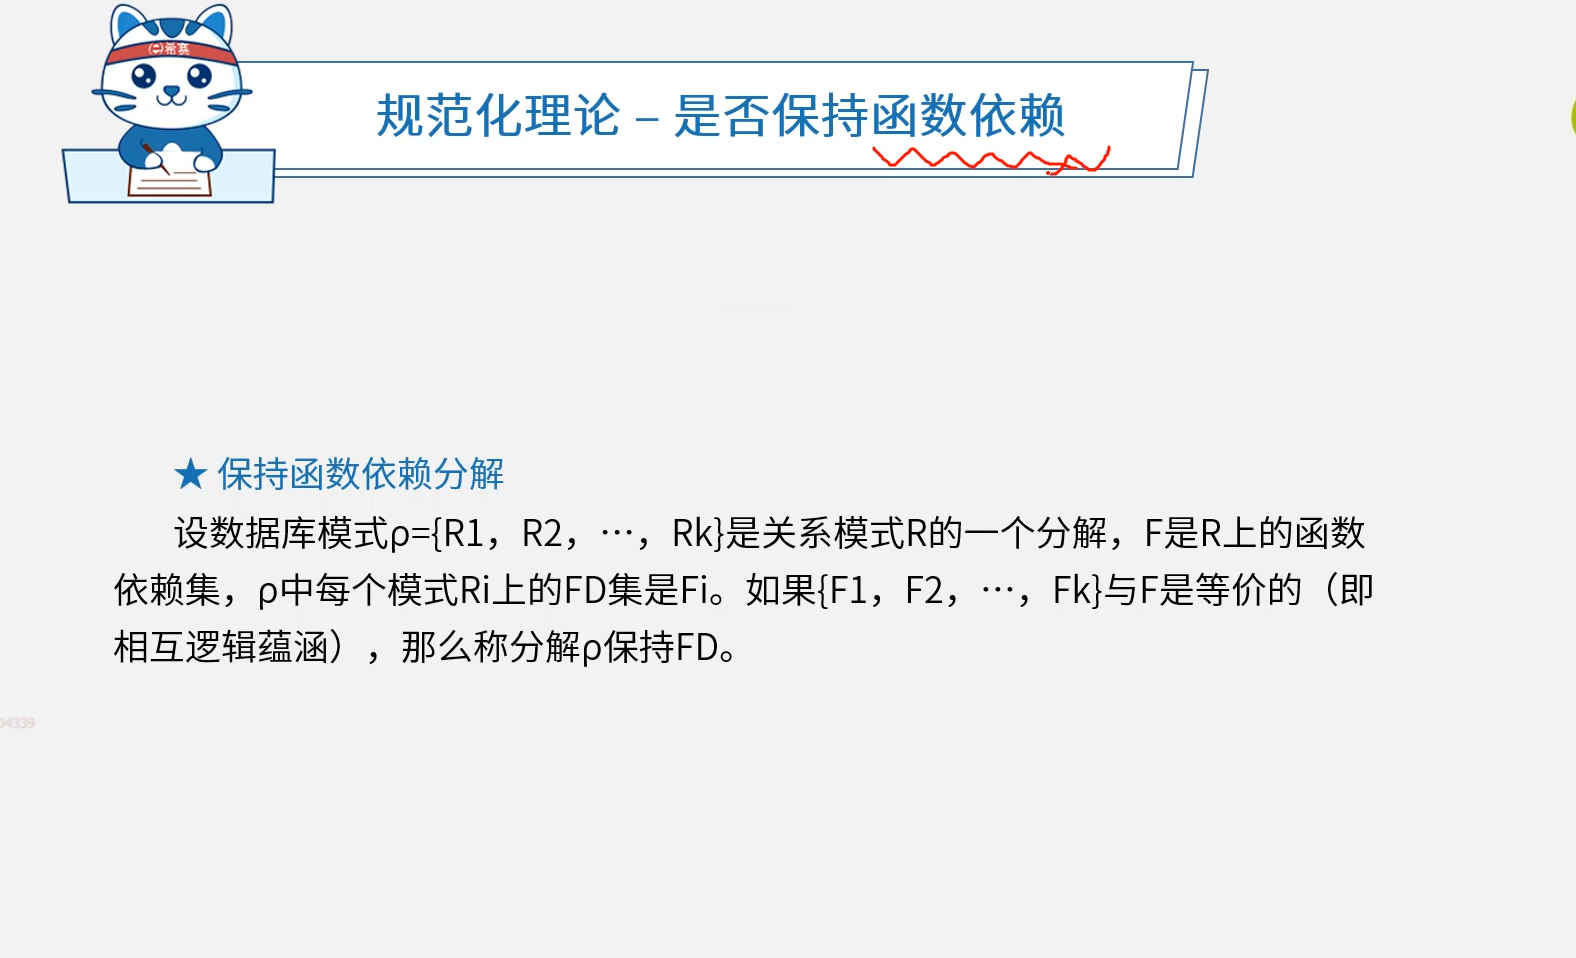 希赛
规范化理论 – 是否保持函数依赖
★ 保持函数依赖分解
设数据库模式ρ={R1，R2，…，Rk}是关系模式R的一个分解，F是R上的函数
依赖集，ρ中每个模式Ri上的FD集是Fi。如果{F1，F2，…，Fk}与F是等价的（即
相互逻辑蕴涵），那么称分解ρ保持FD。
04339